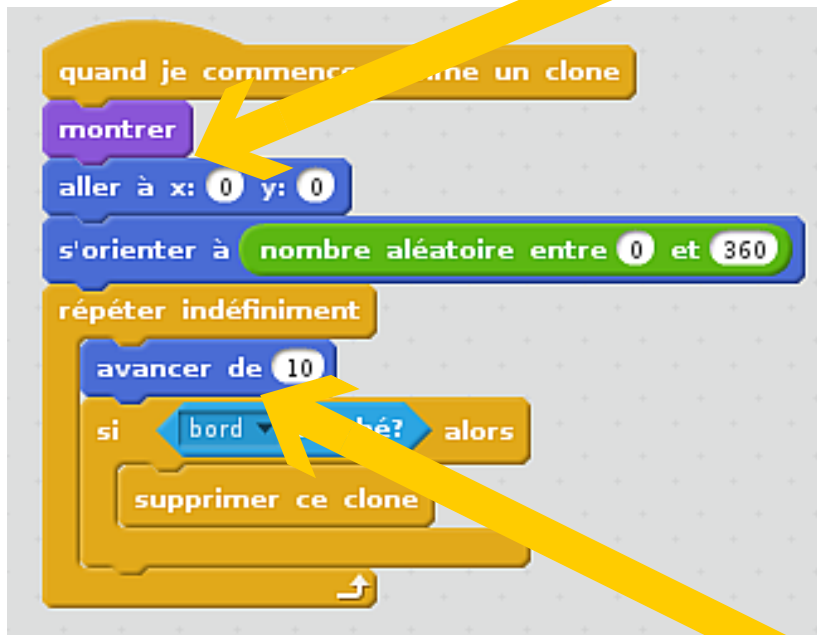 quand je commence un clone
montrer
aller à x: 0 y: 0
s'orienter à nombre aléatoire entre 0 et 360
répéter indéfiniment
avancer de 10
si bord alors
supprimer ce clone